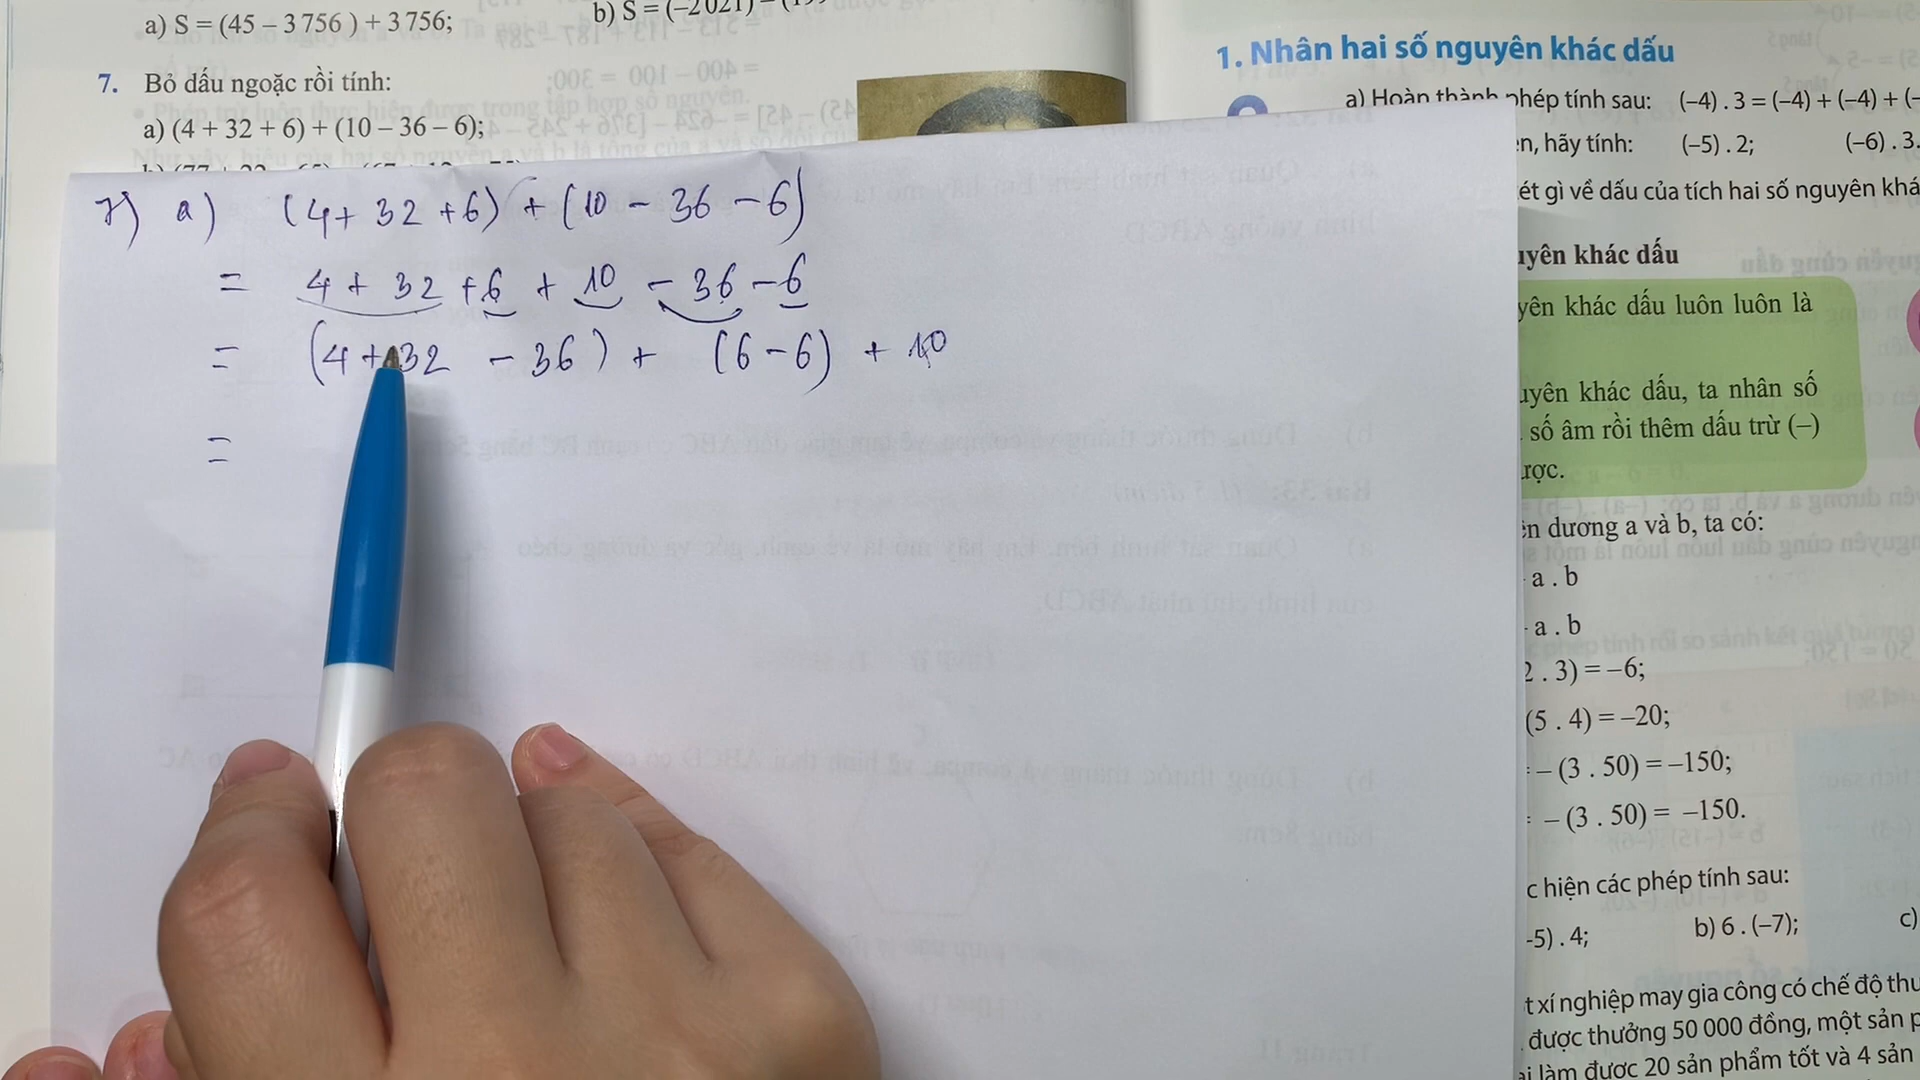 a) S = (45 – 3 756 ) + 3 756;
b) S = (–2 021) –
7. Bỏ dấu ngoặc rồi tính:
a) (4 + 32 + 6) + (10 – 36 – 6);
7) a) (4 + 32 + 6) + (10 – 36 – 6)
= 4 + 32 + 6 + 10 – 36 – 6
= (4 + 32 – 36) + (6 – 6) + 10
=
1. Nhân hai số nguyên khác dấu
a) Hoàn thành phép tính sau: (–4) . 3 = (–4) + (–4) + (–
hãy tính: (–5) . 2; (–6) . 3.
gì về dấu của tích hai số nguyên khá
uyên khác dấu
yên khác dấu luôn luôn là
uyên khác dấu, ta nhân số
số âm rồi thêm dấu trừ (–)
ược.
ên dương a và b, ta có:
a . b
a . b
2 . 3) = –6;
(5 . 4) = –20;
= – (3 . 50) = –150;
= – (3 . 50) = –150.
c hiện các phép tính sau:
-5) . 4; b) 6 . (–7); c)
t xí nghiệp may gia công có chế độ thư
được thưởng 50 000 đồng, một sản p
ai làm được 20 sản phẩm tốt và 4 sản